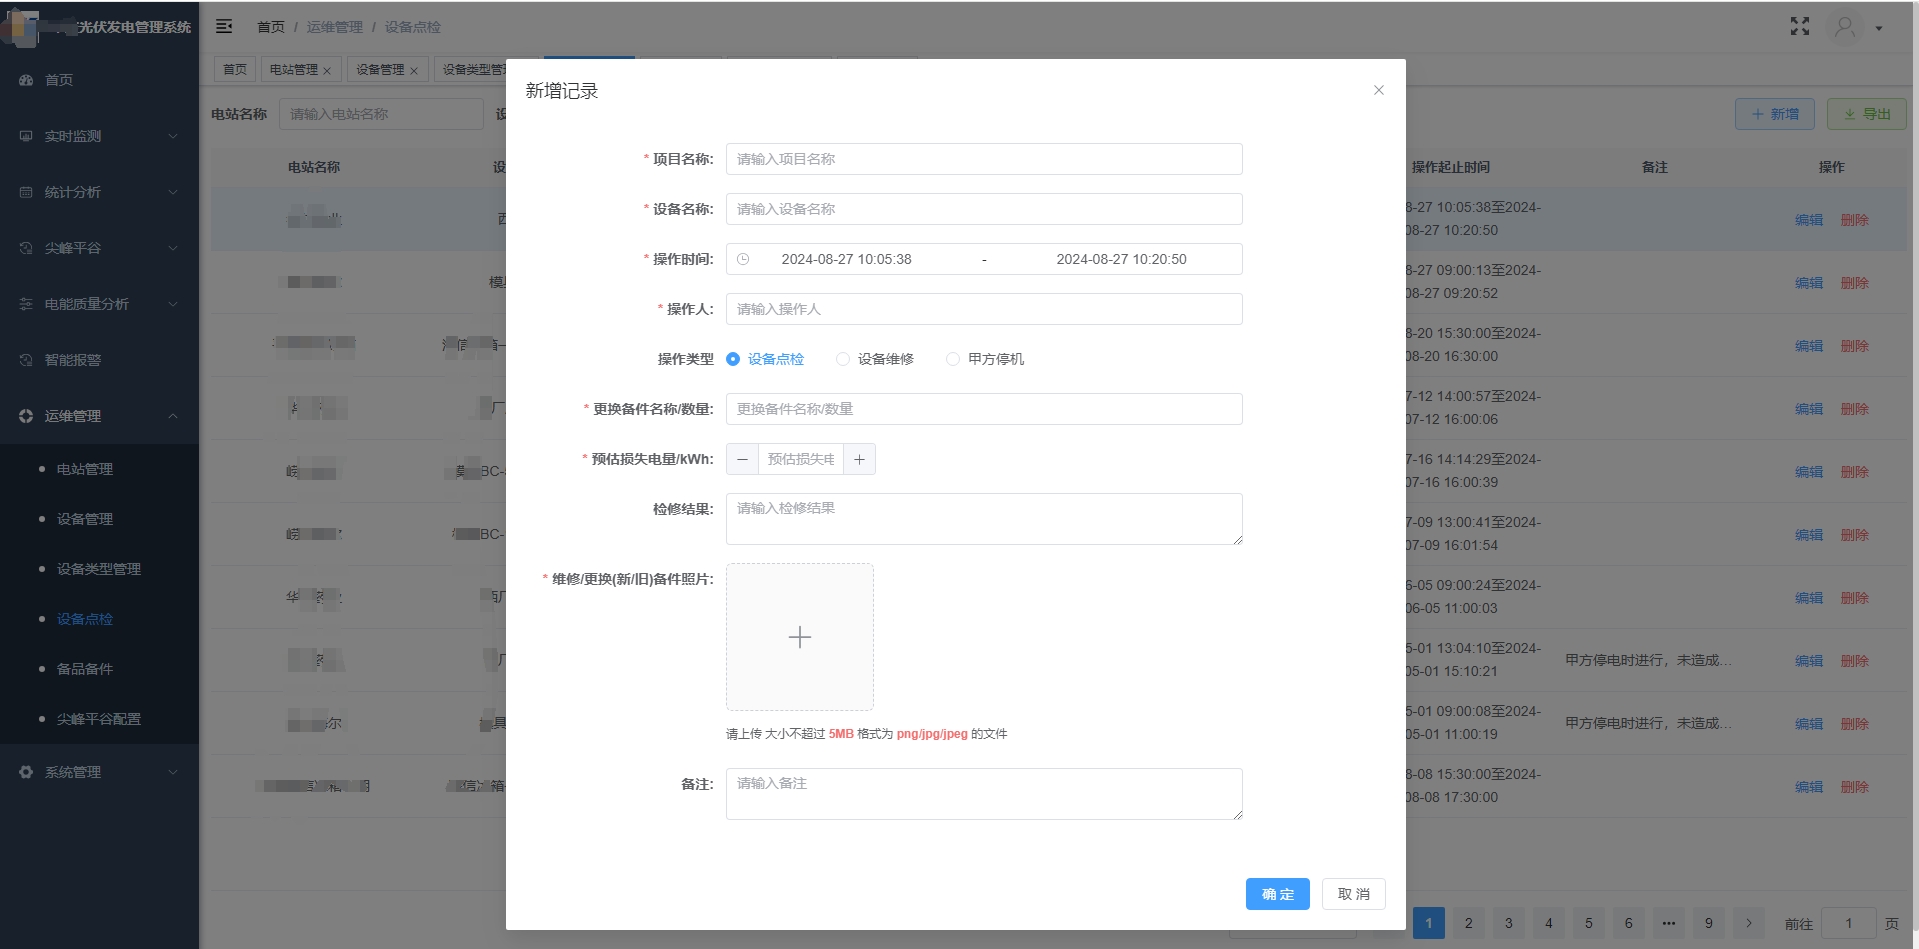 光伏发电管理系统
首页 / 运维管理 / 设备点检
首页
实时监测
统计分析
尖峰平谷
电能质量分析
智能报警
运维管理
电站管理
设备管理
设备类型管理
设备点检
备品备件
尖峰平谷配置
系统管理
首页 电站管理 × 设备管理 × 设备类型管
电站名称 请输入电站名称 设
+ 新增 导出
电站名称 设 操作起止时间 备注 操作
8-27 10:05:38至2024-
08-27 10:20:50
编辑 删除
8-27 09:00:13至2024-
08-27 09:20:52
编辑 删除
8-20 15:30:00至2024-
08-20 16:30:00
编辑 删除
7-12 14:00:57至2024-
07-12 16:00:06
编辑 删除
BC-
7-16 14:14:29至2024-
07-16 16:00:39
编辑 删除
BC-
7-09 13:00:41至2024-
07-09 16:01:54
编辑 删除
华
6-05 09:00:24至2024-
06-05 11:00:03
编辑 删除
5-01 13:04:10至2024-
05-01 15:10:21
甲方停电时进行，未造成...
编辑 删除
尔
5-01 09:00:08至2024-
05-01 11:00:19
甲方停电时进行，未造成...
编辑 删除
8-08 15:30:00至2024-
08-08 17:30:00
编辑 删除
新增记录 ×
* 项目名称: 请输入项目名称
* 设备名称: 请输入设备名称
* 操作时间: 2024-08-27 10:05:38 - 2024-08-27 10:20:50
* 操作人: 请输入操作人
操作类型 设备点检 设备维修 甲方停机
* 更换备件名称/数量: 更换备件名称/数量
* 预估损失电量/kWh: − 预估损失电 +
检修结果: 请输入检修结果
* 维修/更换(新/旧)备件照片: +
请上传 大小不超过 5MB 格式为 png/jpg/jpeg 的文件
备注: 请输入备注
确 定 取 消
1 2 3 4 5 6 ••• 9 > 前往 1 页